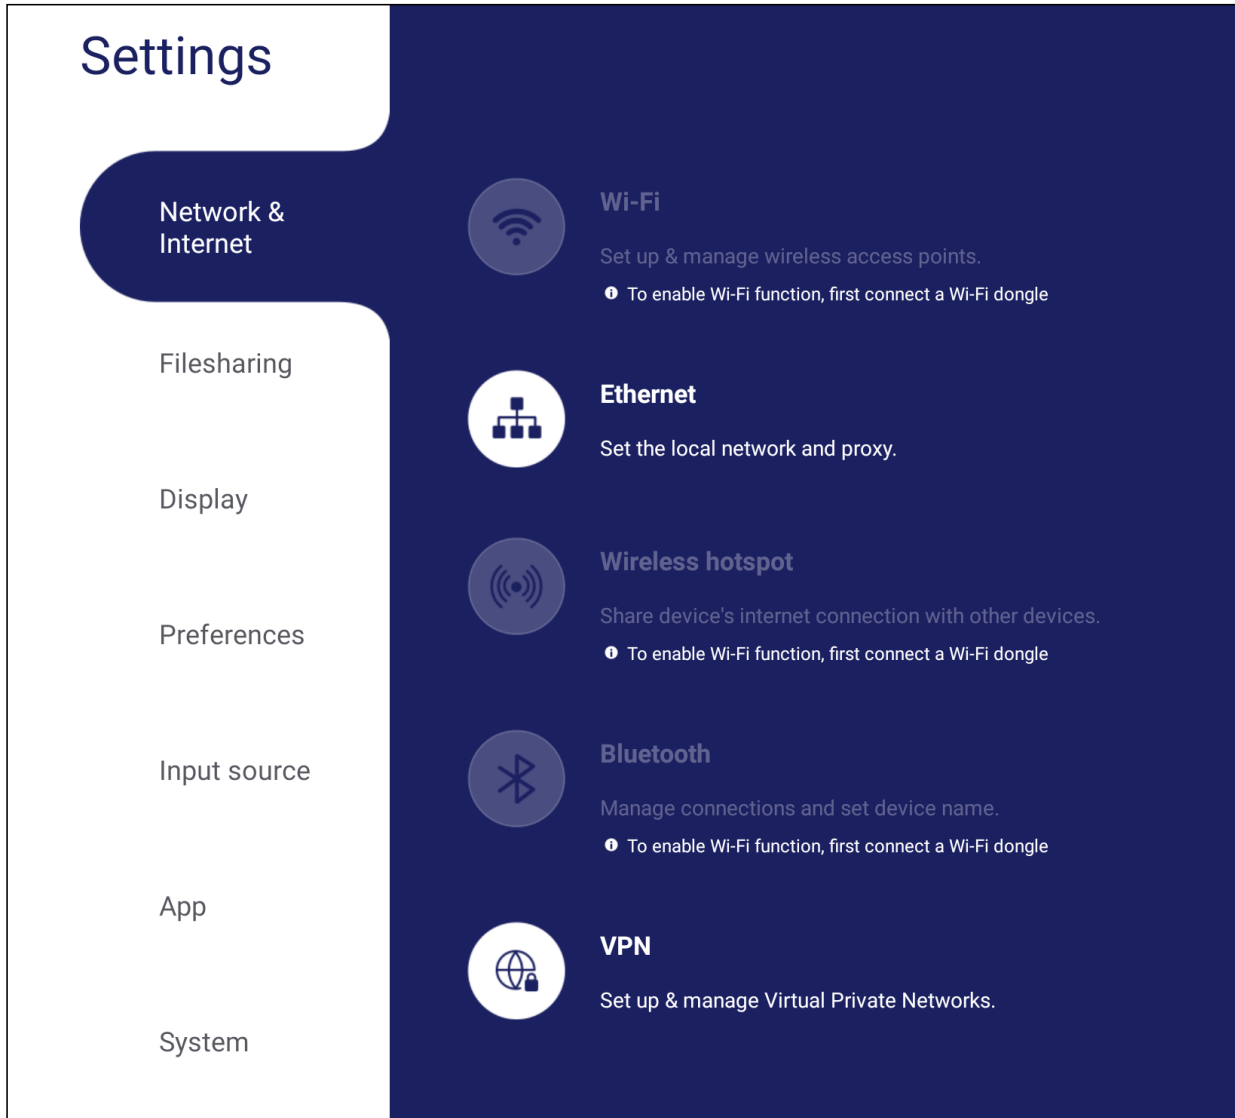 Settings
Network &
Internet
Filesharing
Display
Preferences
Input source
App
System
Wi-Fi
Set up & manage wireless access points.
To enable Wi-Fi function, first connect a Wi-Fi dongle
Ethernet
Set the local network and proxy.
Wireless hotspot
Share device's internet connection with other devices.
To enable Wi-Fi function, first connect a Wi-Fi dongle
Bluetooth
Manage connections and set device name.
To enable Wi-Fi function, first connect a Wi-Fi dongle
VPN
Set up & manage Virtual Private Networks.